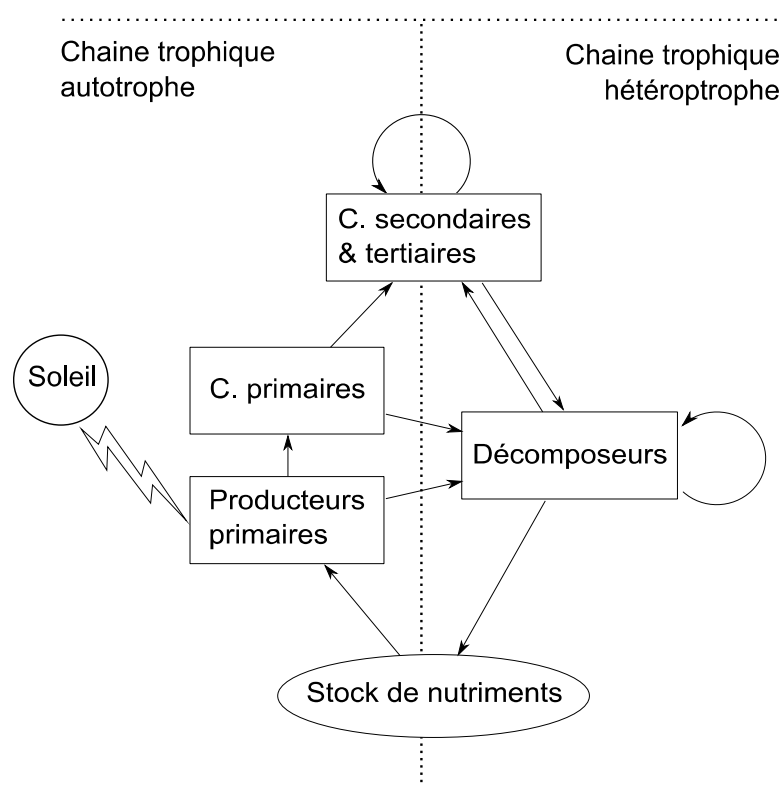 Chaine trophique
autotrophe
Chaine trophique
hétéroptrophe
C. secondaires
& tertiaires
Soleil
C. primaires
Décomposeurs
Producteurs
primaires
Stock de nutriments